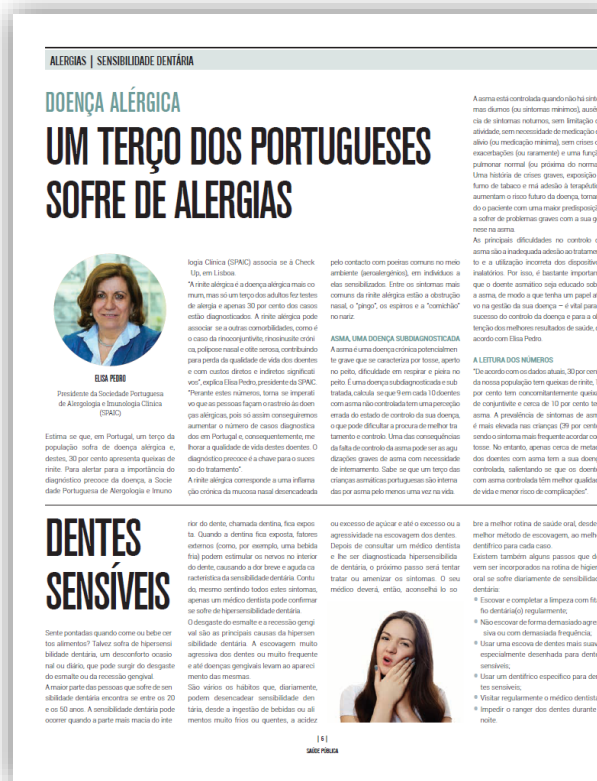 ALERGIAS | SENSIBILIDADE DENTÁRIA
DOENÇA ALÉRGICA
UM TERÇO DOS PORTUGUESES
SOFRE DE ALERGIAS
ELISA PEDRO
Presidente da Sociedade Portuguesa
de Alergologia e Imunologia Clínica
(SPAIC)
Estima se que, em Portugal, um terço da
população sofra de doença alérgica e,
destes, 30 por cento apresenta queixas de
rinite. Para alertar para a importância do
diagnóstico precoce da doença, a Socie
dade Portuguesa de Alergologia e Imuno
logia Clínica (SPAIC) associa se à Check
Up, em Lisboa.
"A rinite alérgica é a doença alérgica mais co
mum, mas só um terço dos adultos fez testes
de alergia e apenas 30 por cento dos casos
estão diagnosticados. A rinite alérgica pode
associar se a outras comorbilidades, como é
o caso da rinoconjuntivite, rinosinusite cróni
ca, polipose nasal e otite serosa, contribuindo
para perda da qualidade de vida dos doentes
e com custos diretos e indiretos significati
vos", explica Elisa Pedro, presidente da SPAIC.
"Perante estes números, torna se imperati
vo que as pessoas façam o rastreio às doen
ças alérgicas, pois só assim conseguiremos
aumentar o número de casos diagnostica
dos em Portugal e, consequentemente, me
lhorar a qualidade de vida destes doentes. O
diagnóstico precoce é a chave para o suces
so do tratamento".
A rinite alérgica corresponde a uma inflama
ção crónica da mucosa nasal desencadeada
pelo contacto com poeiras comuns no meio
ambiente (aeroalergénios), em indivíduos a
elas sensibilizados. Entre os sintomas mais
comuns da rinite alérgica estão a obstrução
nasal, o "pingo", os espirros e a "comichão"
no nariz.
ASMA, UMA DOENÇA SUBDIAGNOSTICADA
A asma é uma doença crónica potencialmen
te grave que se caracteriza por tosse, aperto
no peito, dificuldade em respirar e pieira no
peito. É uma doença subdiagnosticada e sub
tratada, calcula se que 9 em cada 10 doentes
com asma não controlada tem uma perceção
errada do estado de controlo da sua doença,
o que pode dificultar a procura de melhor tra
tamento e controlo. Uma das consequências
da falta de controlo da asma pode ser as agu
dizações graves de asma com necessidade
de internamento. Sabe se que um terço das
crianças asmáticas portuguesas são interna
das por asma pelo menos uma vez na vida.
A asma está controlada quando não há sinto
mas diurnos (ou sintomas mínimos), ausên
cia de sintomas noturnos, sem limitação d
atividade, sem necessidade de medicação d
alívio (ou medicação mínima), sem crises o
exacerbações (ou raramente) e uma funçã
pulmonar normal (ou próxima do normal
Uma história de crises graves, exposição
fumo de tabaco e má adesão à terapêutic
aumentam o risco futuro da doença, tornan
do o paciente com uma maior predisposiçã
a sofrer de problemas graves com a sua gé
nese na asma.
As principais dificuldades no controlo d
asma são a inadequada adesão ao tratamen
to e a utilização incorreta dos dispositivo
inalatórios. Por isso, é bastante importan
que o doente asmático seja educado sobr
a asma, de modo a que tenha um papel at
vo na gestão da sua doença – é vital para
sucesso do controlo da doença e para a ob
tenção dos melhores resultados de saúde, d
acordo com Elisa Pedro.
A LEITURA DOS NÚMEROS
"De acordo com os dados atuais, 30 por cen
da nossa população tem queixas de rinite,
por cento tem concomitantemente queixa
de conjuntivite e cerca de 10 por cento te
asma. A prevalência de sintomas de asm
é mais elevada nas crianças (39 por cento
sendo o sintoma mais frequente acordar co
tosse. No entanto, apenas cerca de metad
dos doentes com asma tem a sua doenç
controlada, salientando se que os doente
com asma controlada têm melhor qualidad
de vida e menor risco de complicações".
DENTES
SENSÍVEIS
Sente pontadas quando come ou bebe cer
tos alimentos? Talvez sofra de hipersensi
bilidade dentária, um desconforto ocasio
nal ou diário, que pode surgir do desgaste
do esmalte ou da recessão gengival.
A maior parte das pessoas que sofre de sen
sibilidade dentária encontra se entre os 20
e os 50 anos. A sensibilidade dentária pode
ocorrer quando a parte mais macia do inte
rior do dente, chamada dentina, fica expos
ta. Quando a dentina fica exposta, fatores
externos (como, por exemplo, uma bebida
fria) podem estimular os nervos no interior
do dente, causando a dor breve e aguda ca
racterística da sensibilidade dentária. Contu
do, mesmo sentindo todos estes sintomas,
apenas um médico dentista pode confirmar
se sofre de hipersensibilidade dentária.
O desgaste do esmalte e a recessão gengi
val são as principais causas da hipersen
sibilidade dentária. A escovagem muito
agressiva dos dentes ou muito frequente
e até doenças gengivais levam ao apareci
mento das mesmas.
São vários os hábitos que, diariamente,
podem desencadear sensibilidade den
tária, desde a ingestão de bebidas ou ali
mentos muito frios ou quentes, a acidez
ou excesso de açúcar e até o excesso ou a
agressividade na escovagem dos dentes.
Depois de consultar um médico dentista
e lhe ser diagnosticada hipersensibilida
de dentária, o próximo passo será tentar
tratar ou amenizar os sintomas. O seu
médico deverá, então, aconselhá lo so
bre a melhor rotina de saúde oral, desde
melhor método de escovagem, ao melho
dentífrico para cada caso.
Existem também alguns passos que de
vem ser incorporados na rotina de higien
oral se sofre diariamente de sensibilidad
dentária:
• Escovar e completar a limpeza com fita
fio dentária(o) regularmente;
• Não escovar de forma demasiado agres
siva ou com demasiada frequência;
• Usar uma escova de dentes mais suav
especialmente desenhada para dente
sensíveis;
• Usar um dentífrico específico para den
tes sensíveis;
• Visitar regularmente o médico dentista
• Impedir o ranger dos dentes durante
noite.
| 6 |
SAÚDE PÚBLICA